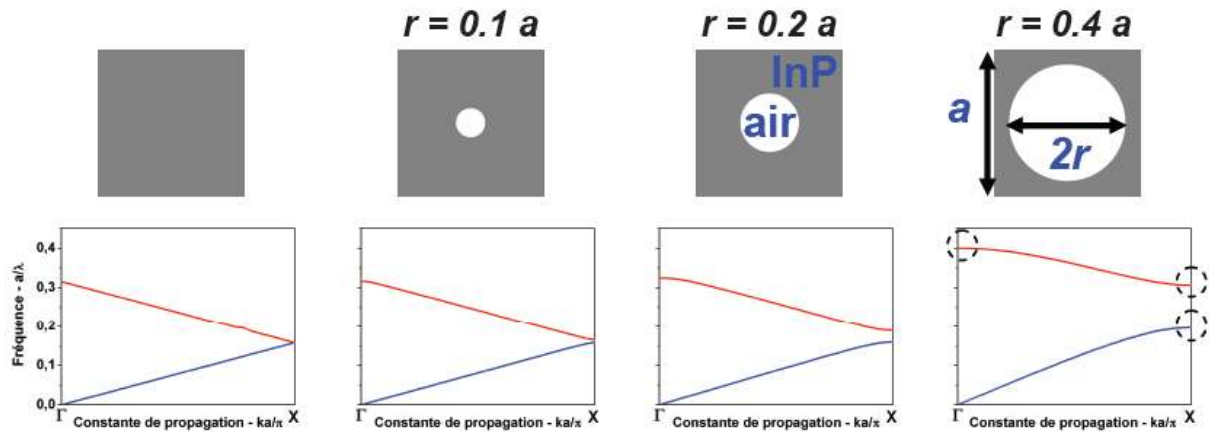 r = 0.1 a
r = 0.2 a
r = 0.4 a
InP
air
a
2r
Fréquence - a/λ
0,4
0,3
0,2
0,1
0,0
Γ
Constante de propagation - ka/π
X
Γ
Constante de propagation - ka/π
X
Γ
Constante de propagation - ka/π
X
Γ
Constante de propagation - ka/π
X